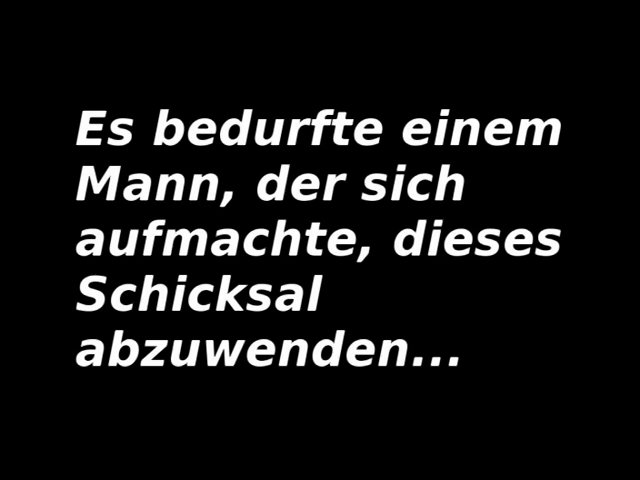 Es bedurfte einem
Mann, der sich
aufmachte, dieses
Schicksal
abzuwenden...